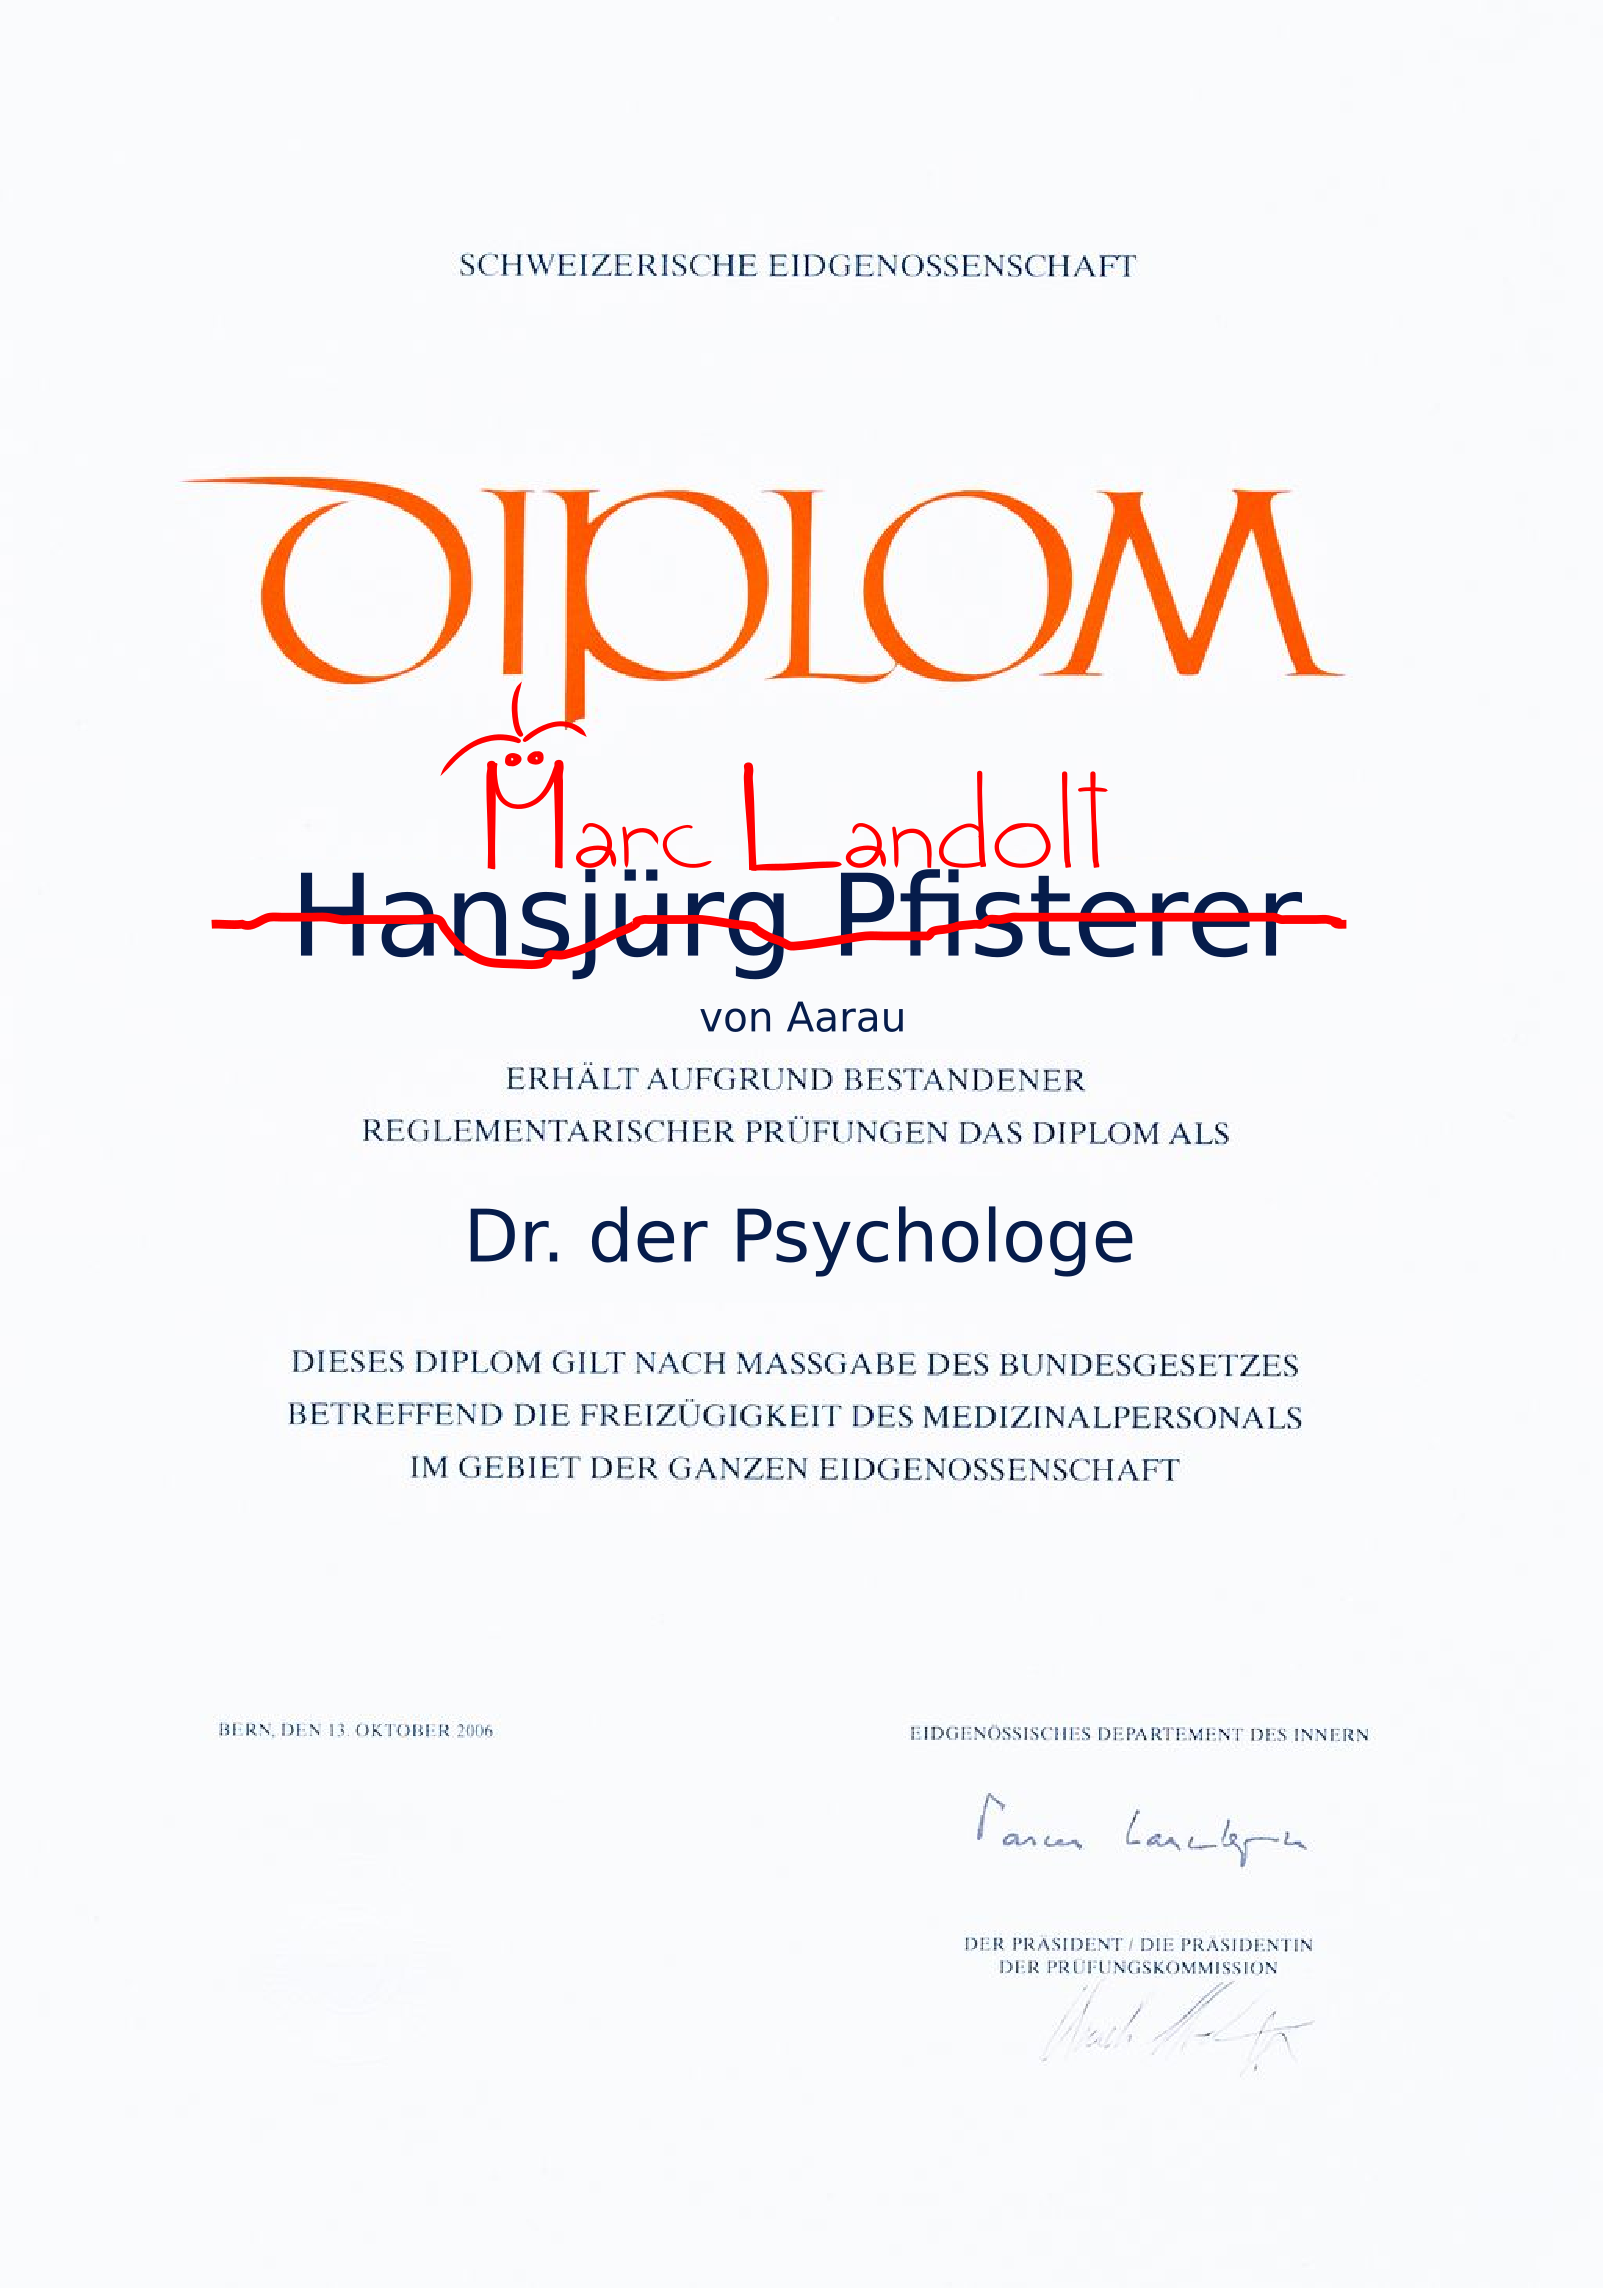 SCHWEIZERISCHE EIDGENOSSENSCHAFT
DIPLOM
Marc Landolt
Hansjürg Pfisterer
von Aarau
ERHÄLT AUFGRUND BESTANDENER
REGLEMENTARISCHER PRÜFUNGEN DAS DIPLOM ALS
Dr. der Psychologe
DIESES DIPLOM GILT NACH MASSGABE DES BUNDESGESETZES
BETREFFEND DIE FREIZÜGIGKEIT DES MEDIZINALPERSONALS
IM GEBIET DER GANZEN EIDGENOSSENSCHAFT
BERN, DEN 13. OKTOBER 2006
EIDGENÖSSISCHES DEPARTEMENT DES INNERN
DER PRÄSIDENT / DIE PRÄSIDENTIN
DER PRÜFUNGSKOMMISSION